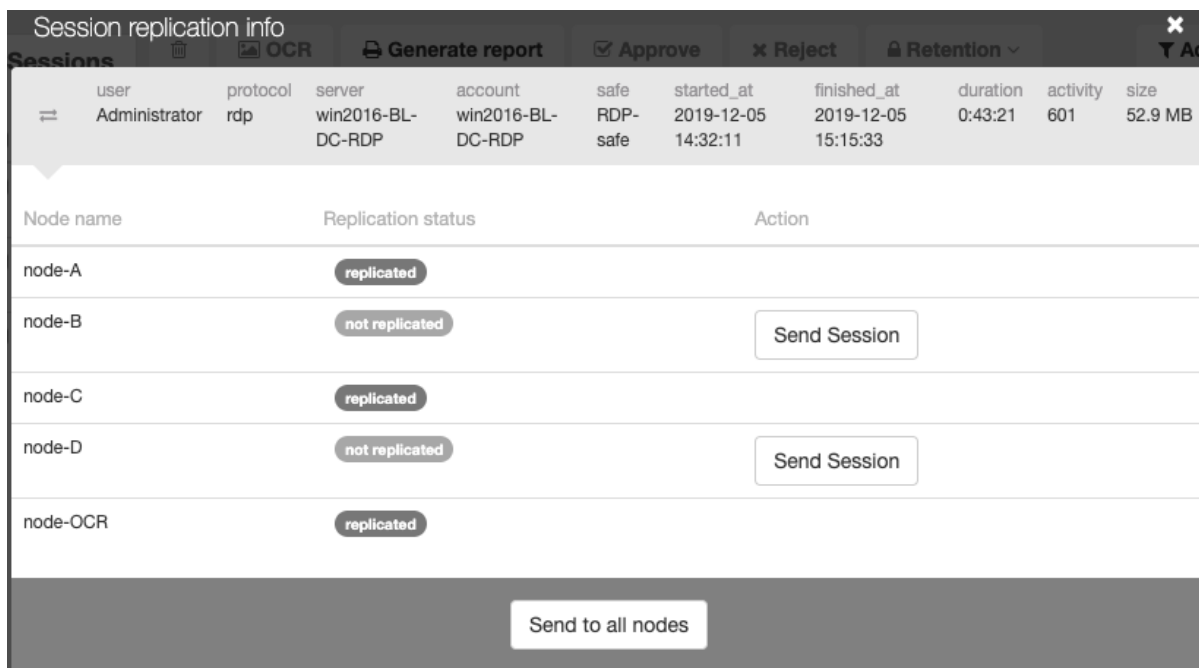 Session replication info
Sessions OCR Generate report Approve Reject Retention
user protocol server account safe started_at finished_at duration activity size
Administrator rdp win2016-BL- win2016-BL- RDP- 2019-12-05 2019-12-05 0:43:21 601 52.9 MB
DC-RDP DC-RDP safe 14:32:11 15:15:33
Node name Replication status Action
node-A replicated
node-B not replicated Send Session
node-C replicated
node-D not replicated Send Session
node-OCR replicated
Send to all nodes